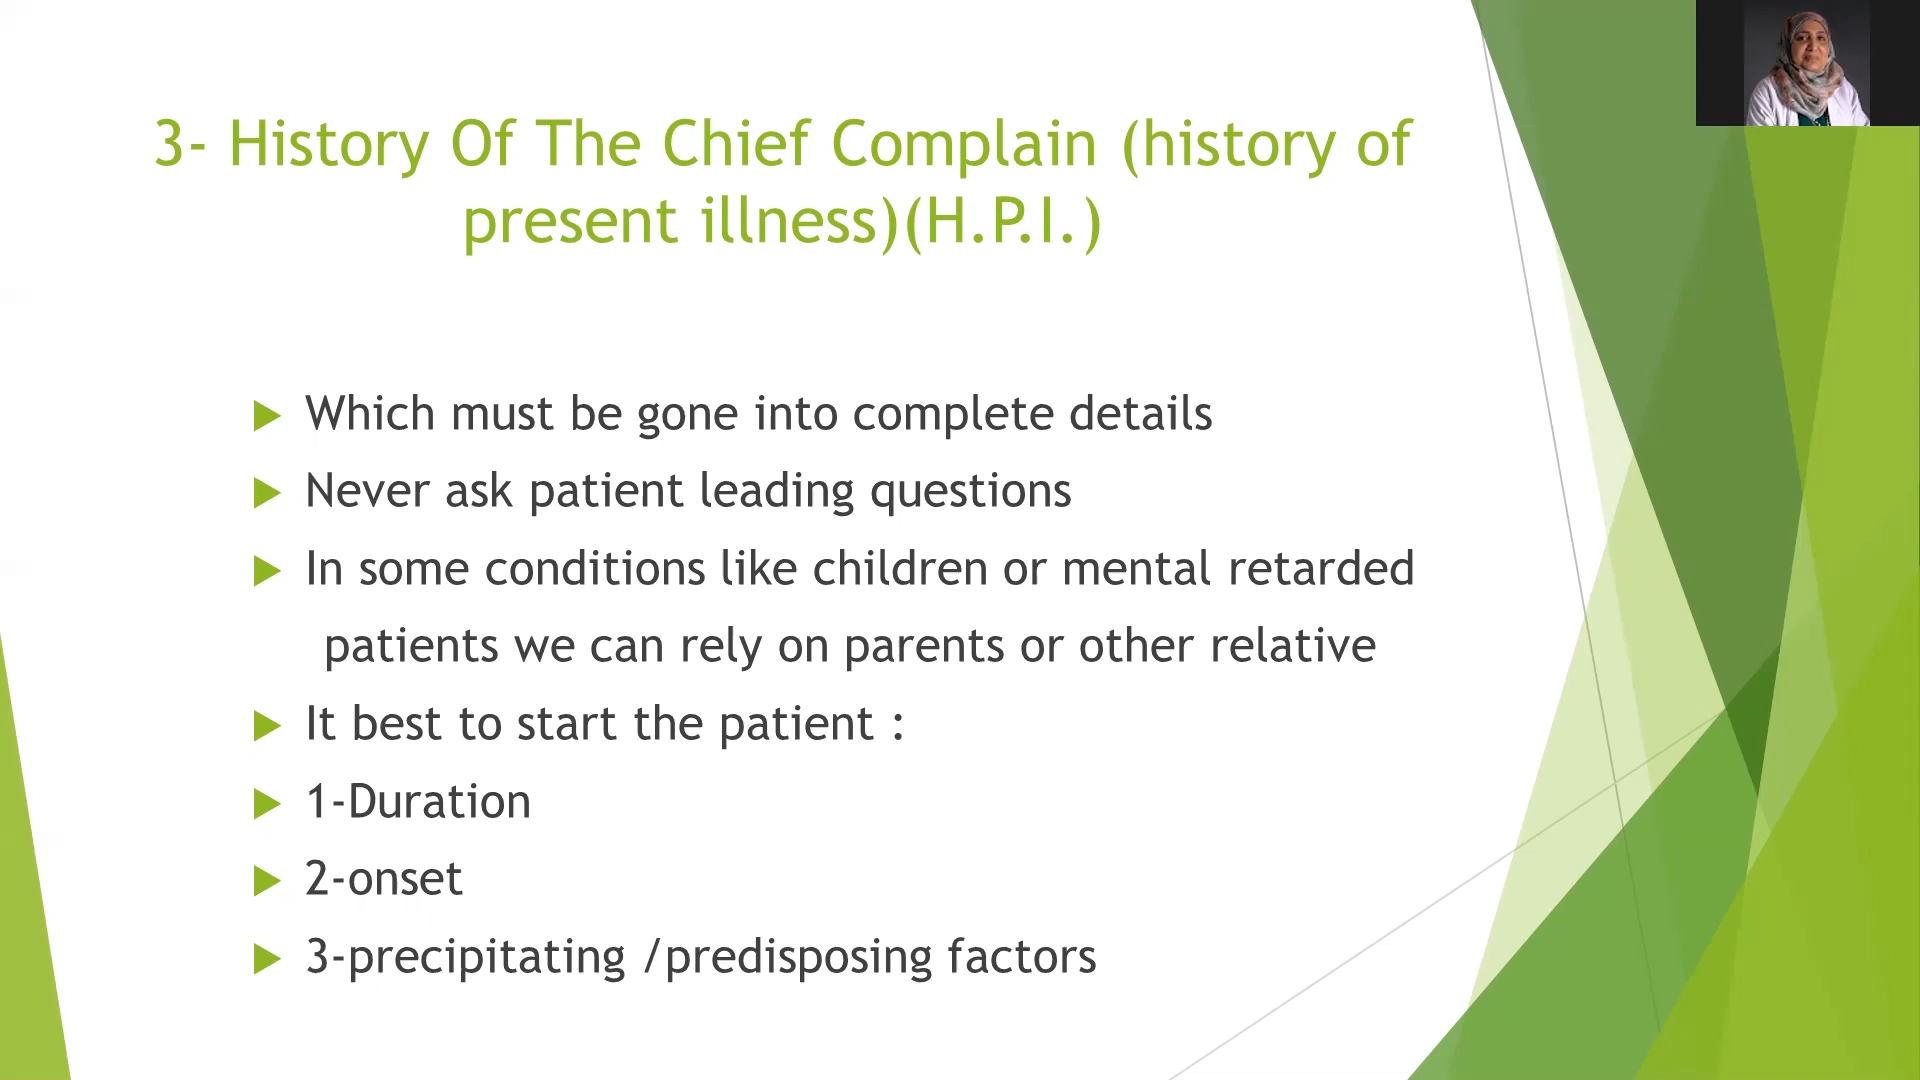 3- History Of The Chief Complain (history of
present illness)(H.P.I.)
Which must be gone into complete details
Never ask patient leading questions
In some conditions like children or mental retarded
patients we can rely on parents or other relative
It best to start the patient :
1-Duration
2-onset
3-precipitating /predisposing factors